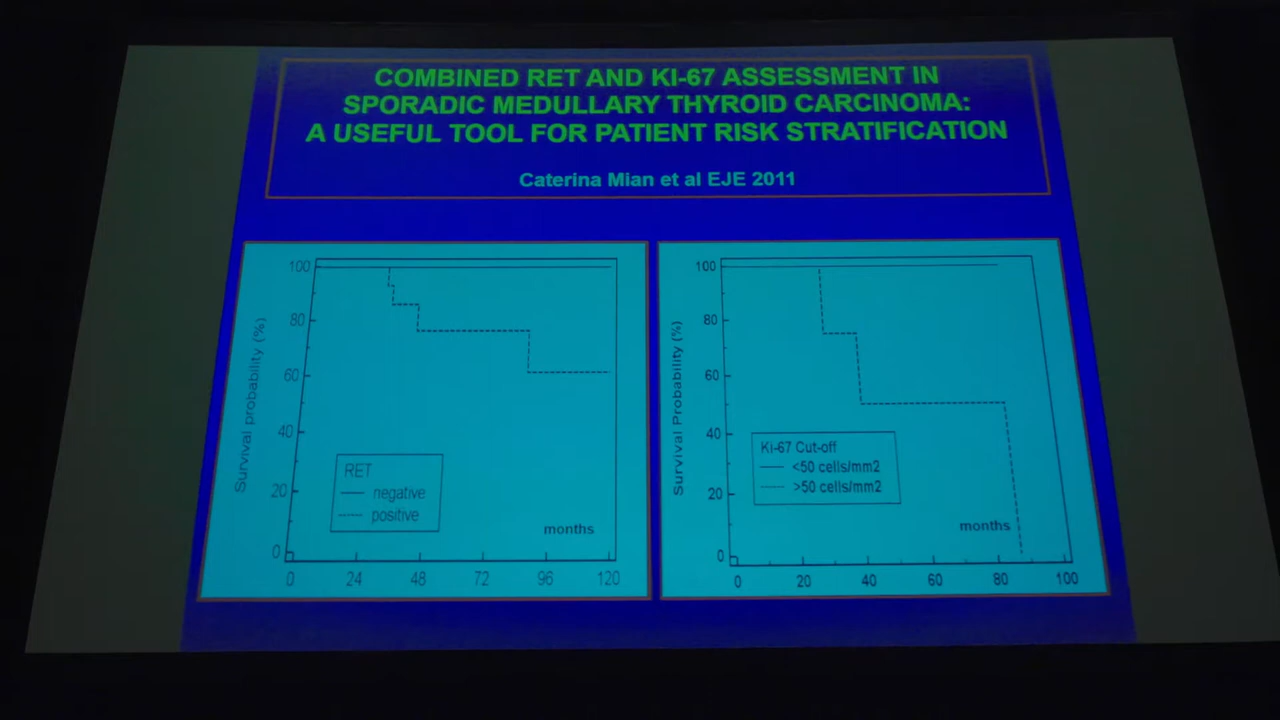 COMBINED RET AND KI-67 ASSESSMENT IN
SPORADIC MEDULLARY THYROID CARCINOMA:
A USEFUL TOOL FOR PATIENT RISK STRATIFICATION
Caterina Mian et al EJE 2011
Survival probability (%)
100
80
60
40
20
0
RET
negative
positive
months
0 24 48 72 96 120
Survival Probability (%)
100
80
60
40
20
0
Ki-67 Cut-off
<50 cells/mm2
>50 cells/mm2
months
0 20 40 60 80 100